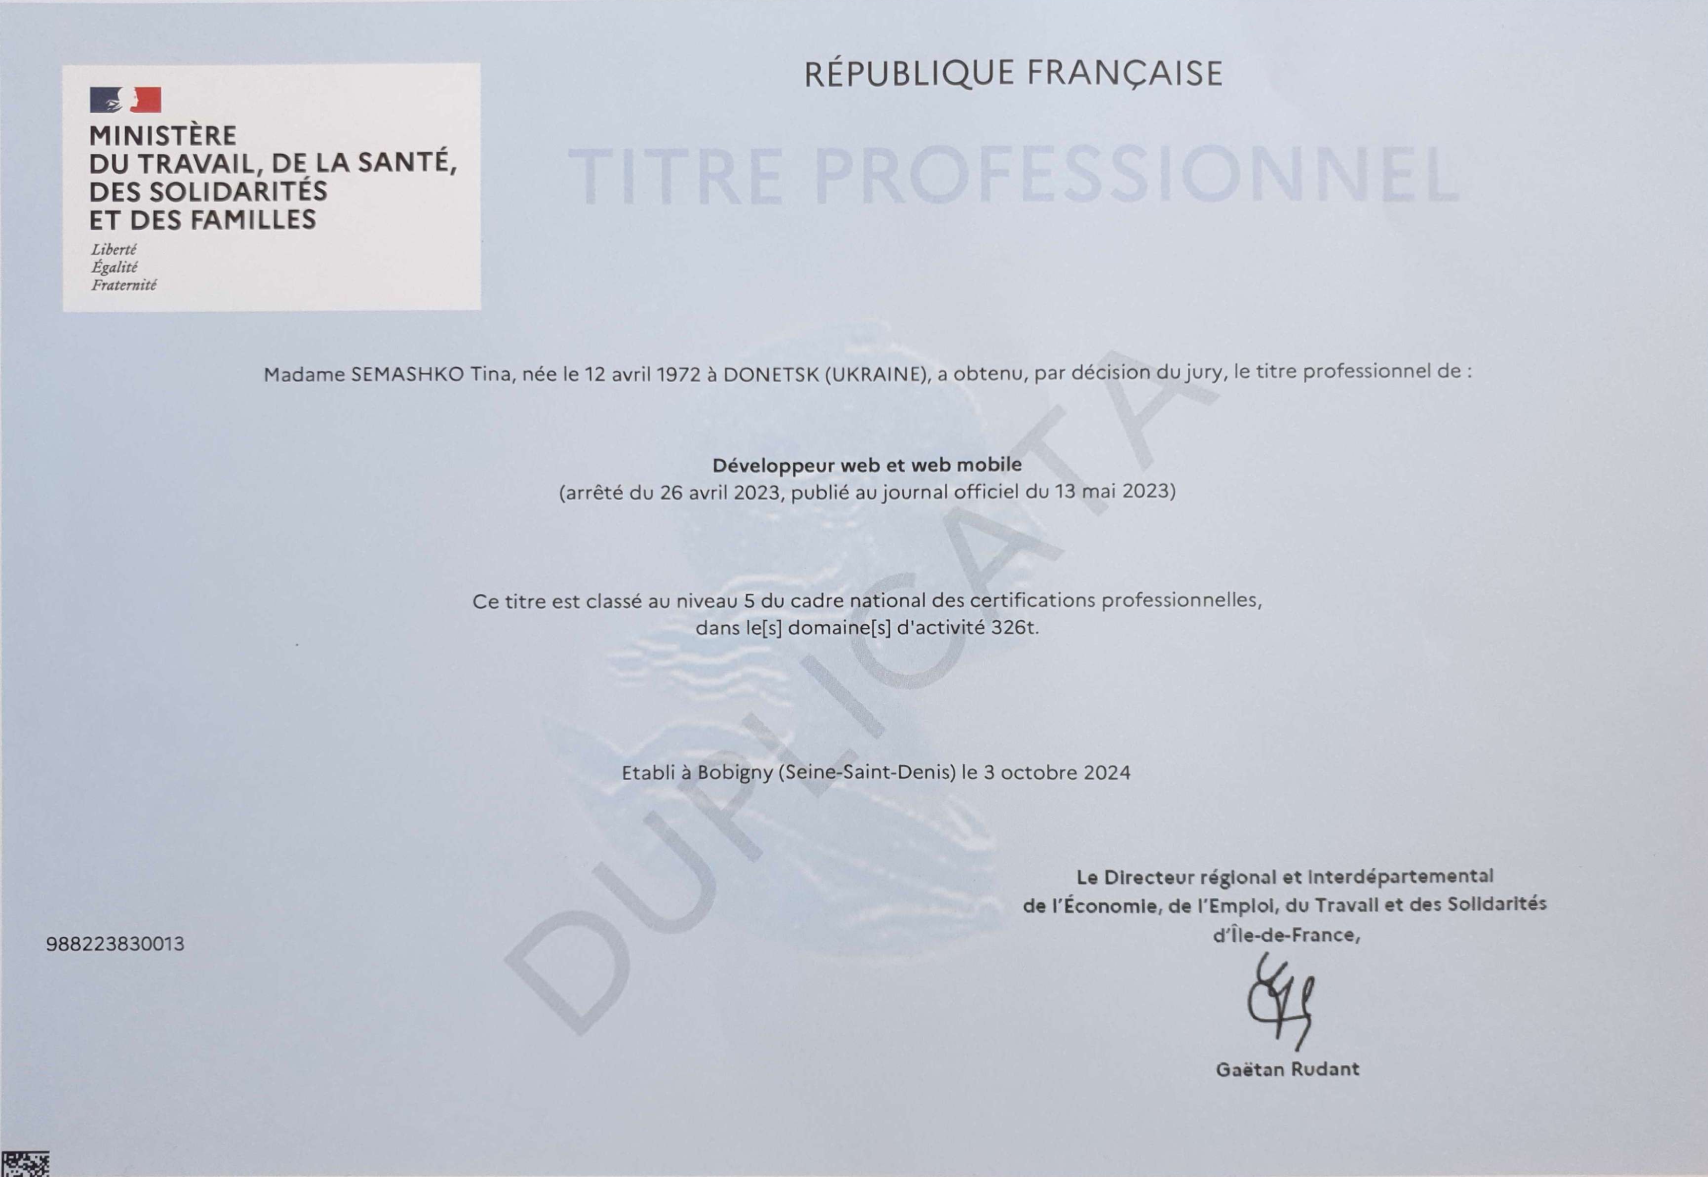 RÉPUBLIQUE FRANÇAISE
TITRE PROFESSIONNEL
MINISTÈRE
DU TRAVAIL, DE LA SANTÉ,
DES SOLIDARITÉS
ET DES FAMILLES
Liberté
Égalité
Fraternité
Madame SEMASHKO Tina, née le 12 avril 1972 à DONETSK (UKRAINE), a obtenu, par décision du jury, le titre professionnel de :
Développeur web et web mobile
(arrêté du 26 avril 2023, publié au journal officiel du 13 mai 2023)
Ce titre est classé au niveau 5 du cadre national des certifications professionnelles,
dans le[s] domaine[s] d'activité 326t.
DUPLICATA
Etabli à Bobigny (Seine-Saint-Denis) le 3 octobre 2024
Le Directeur régional et interdépartemental
de l'Économie, de l'Emploi, du Travail et des Solidarités
d'Île-de-France,
988223830013
Gaëtan Rudant